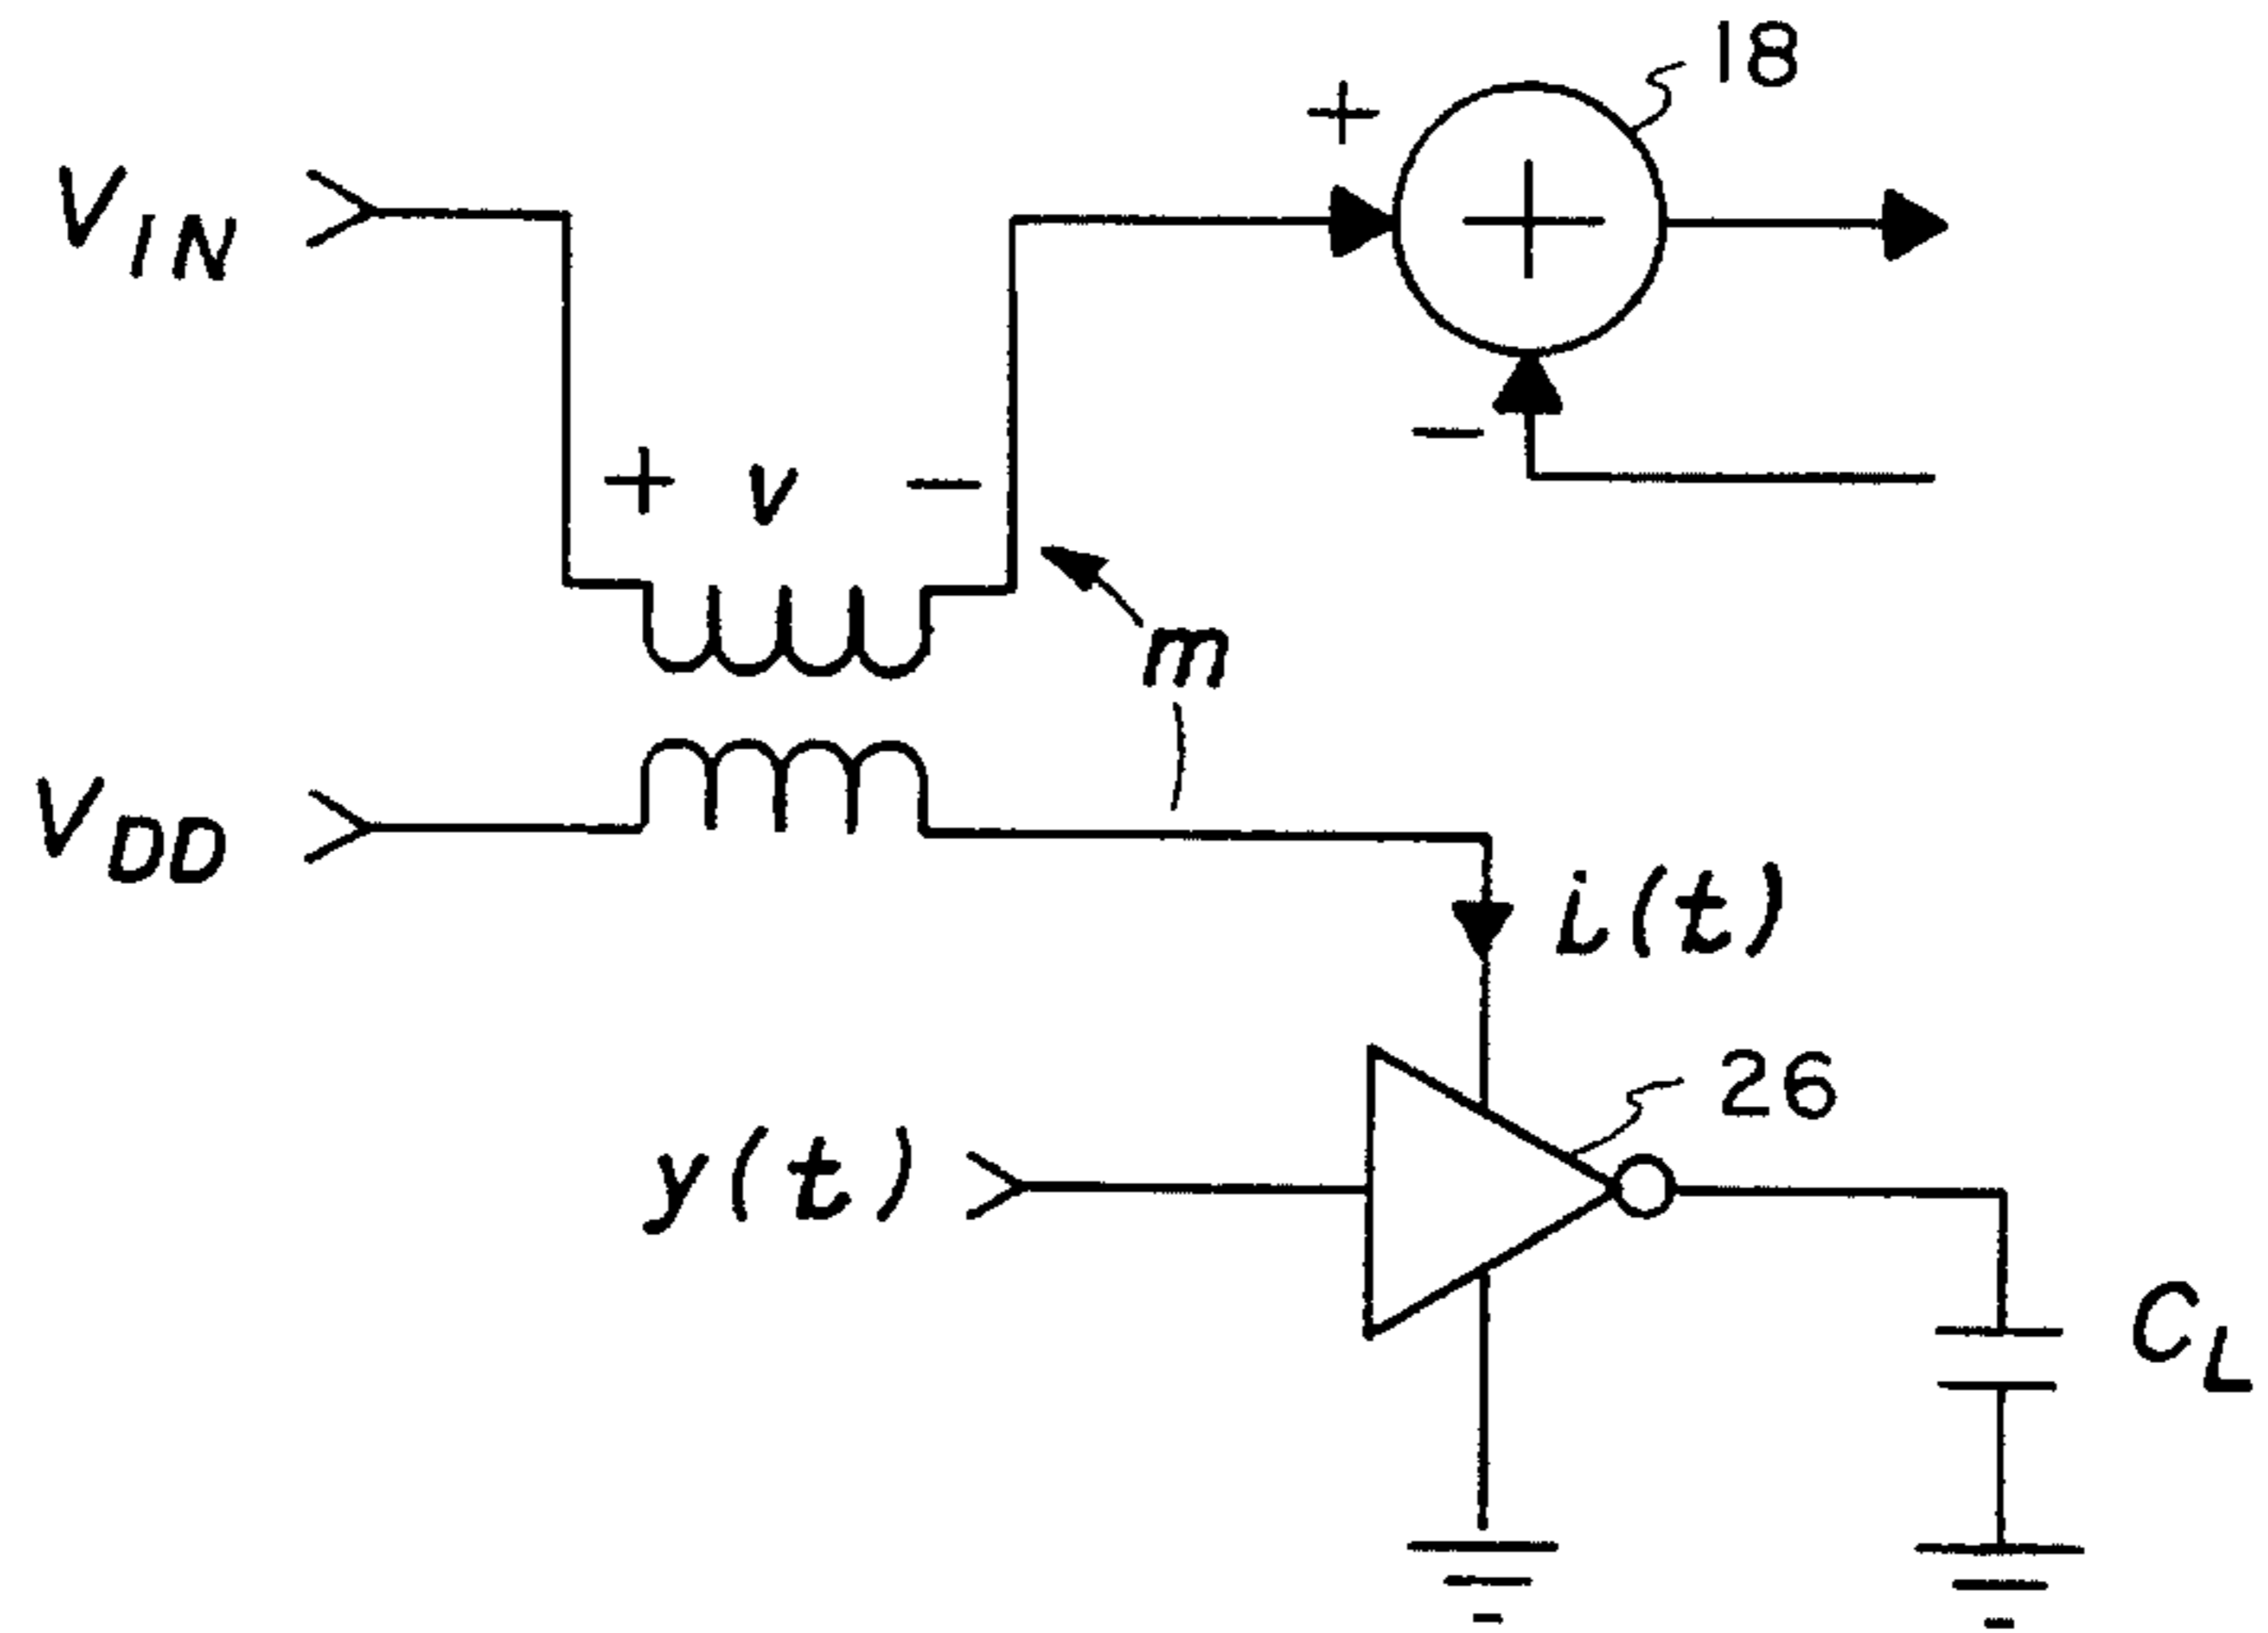 18
+
V_IN
+ v −
−
m
V_DD
i(t)
26
y(t)
C_L